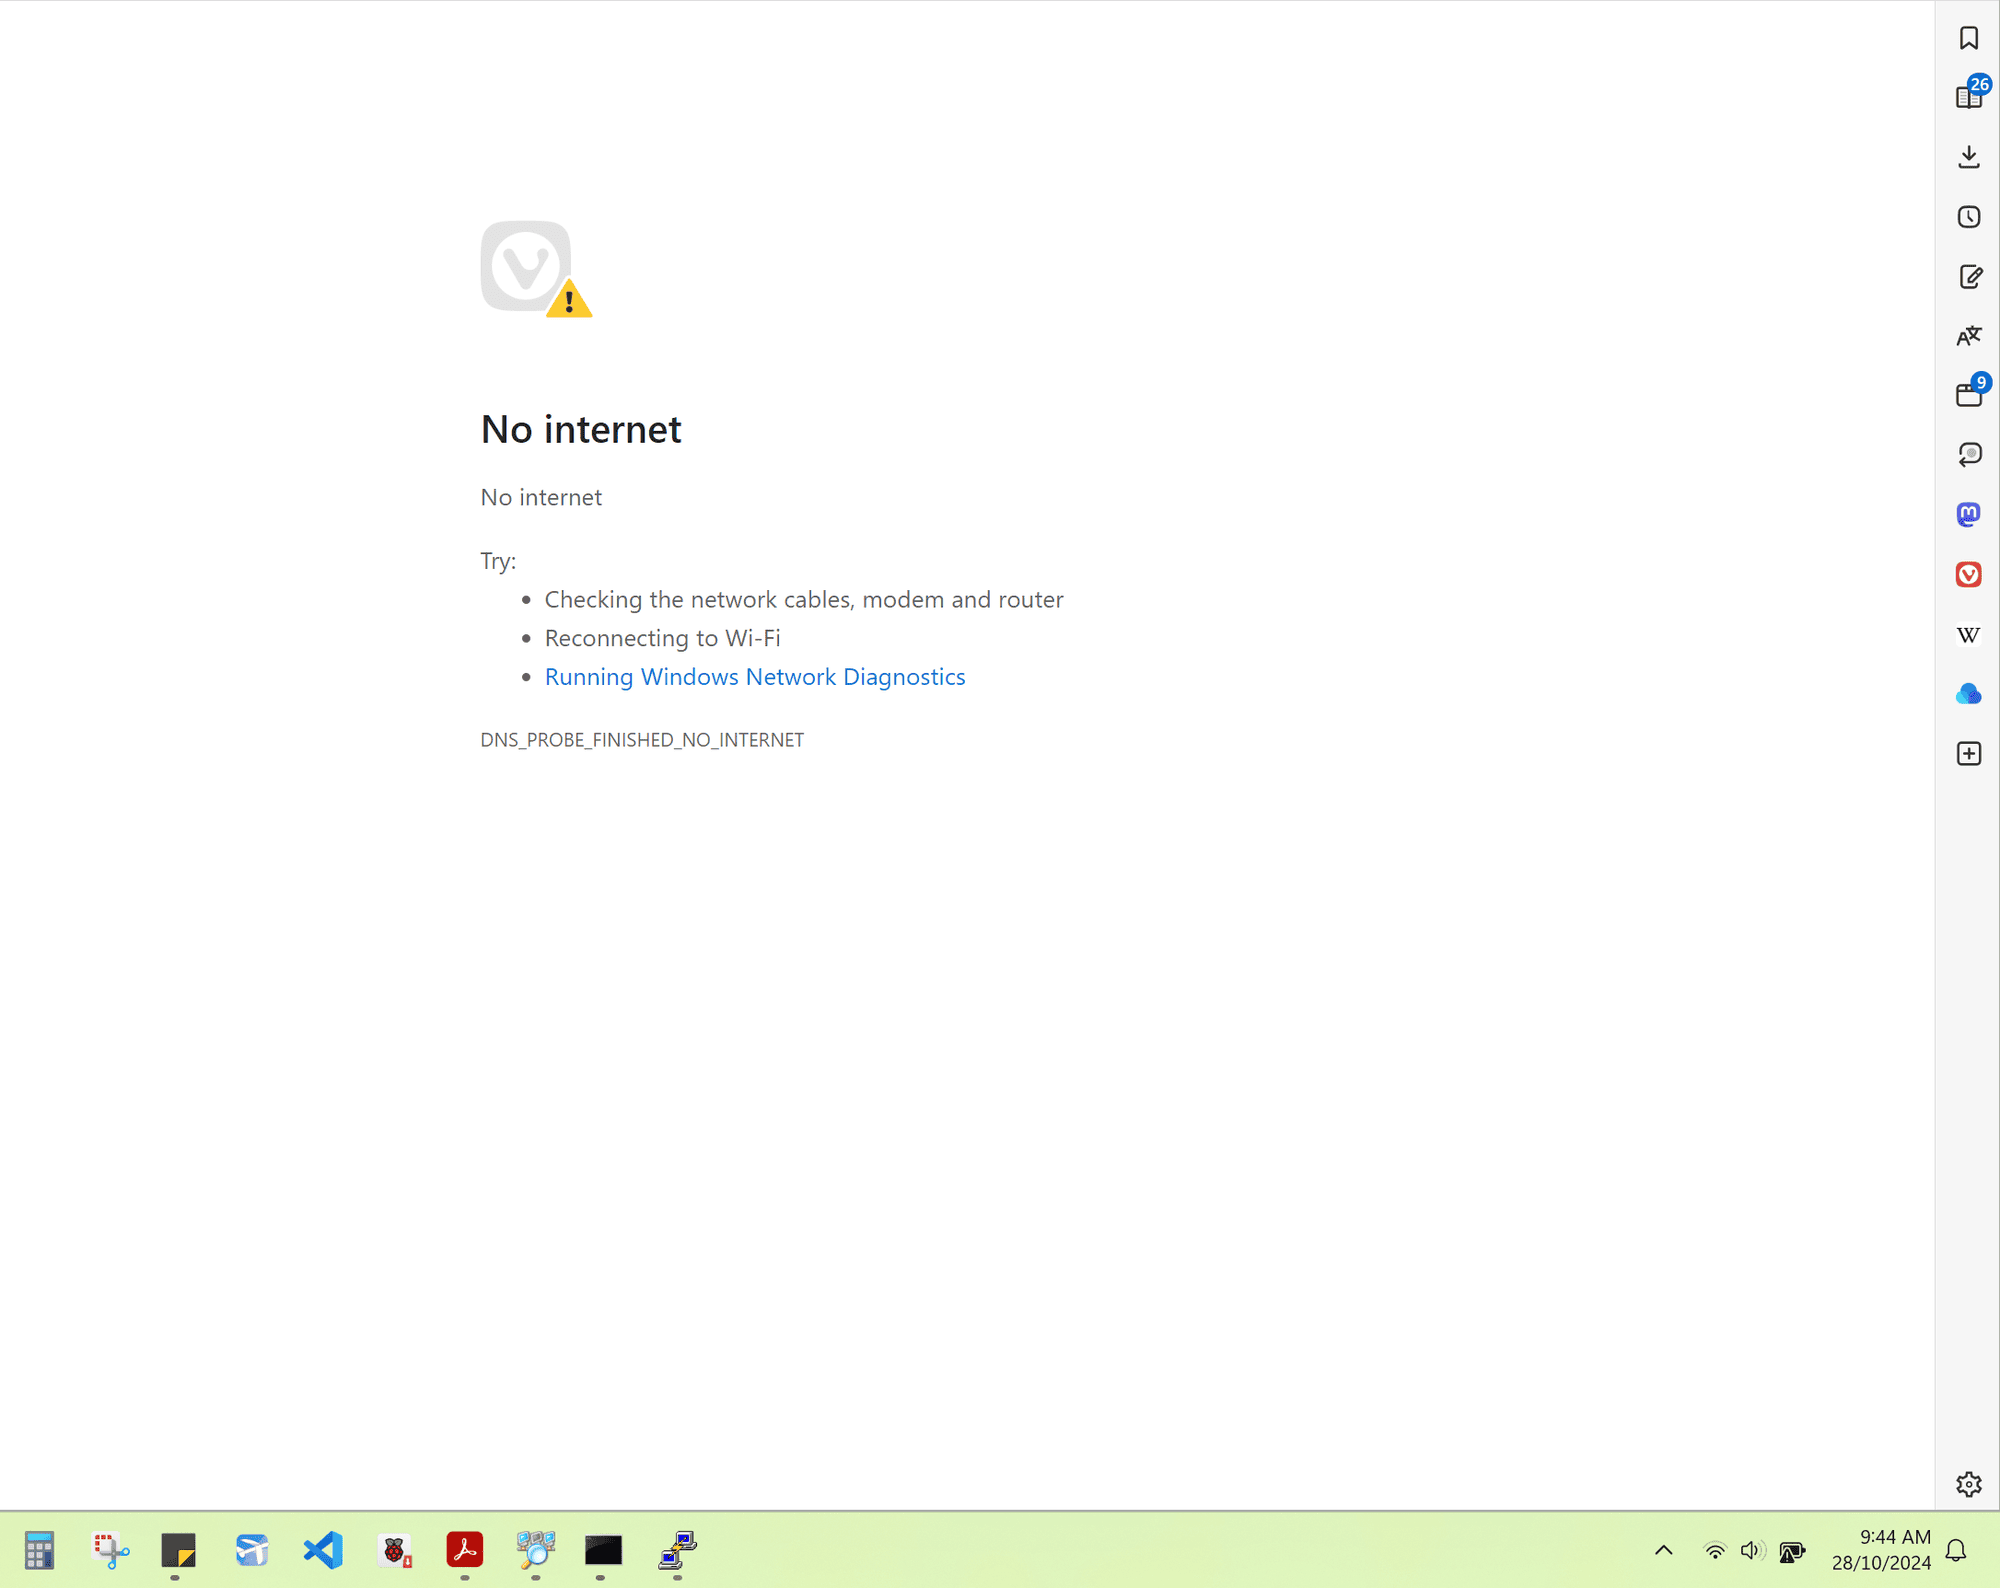 26
9
W
No internet
No internet
Try:
Checking the network cables, modem and router
Reconnecting to Wi-Fi
Running Windows Network Diagnostics
DNS_PROBE_FINISHED_NO_INTERNET
9:44 AM
28/10/2024